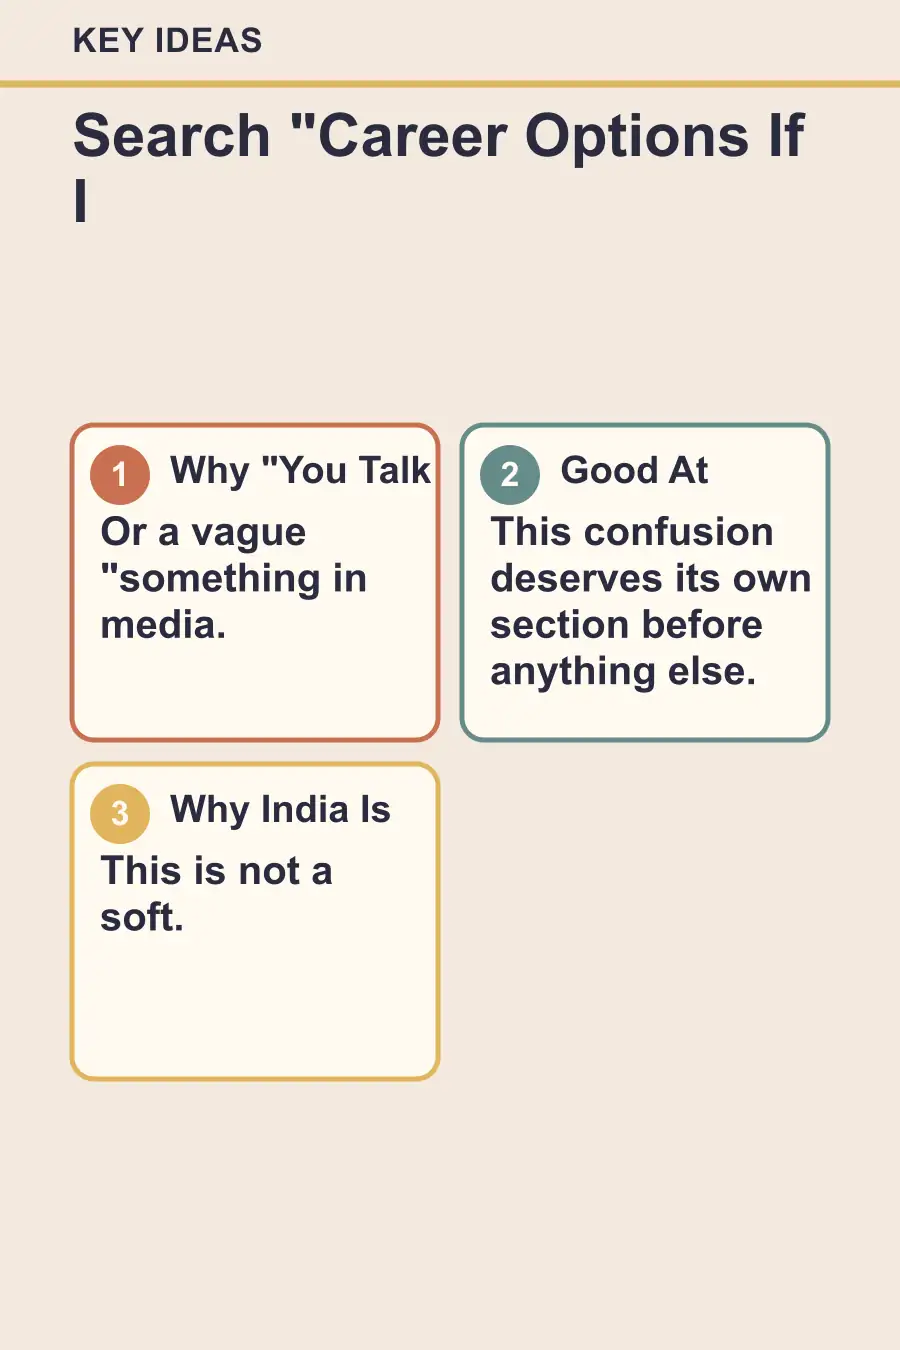 KEY IDEAS
Search "Career Options If
I
1
Why "You Talk
Or a vague
"something in
media.
2
Good At
This confusion
deserves its own
section before
anything else.
3
Why India Is
This is not a
soft.